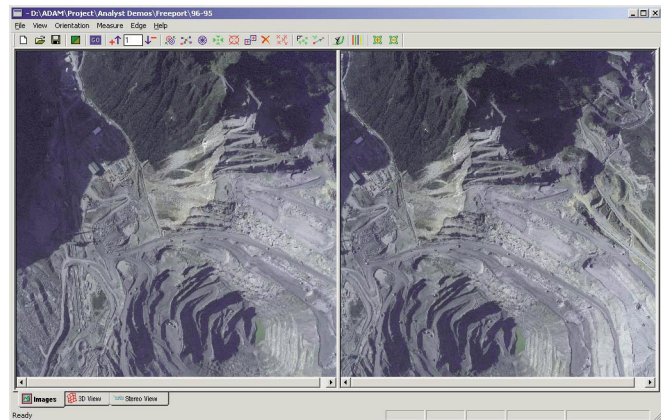 - D:\ADAM\Project\Analyst Demos\Freeport\96-95
File View Orientation Measure Edge Help
GO 1
Images 3D View Stereo View
Ready